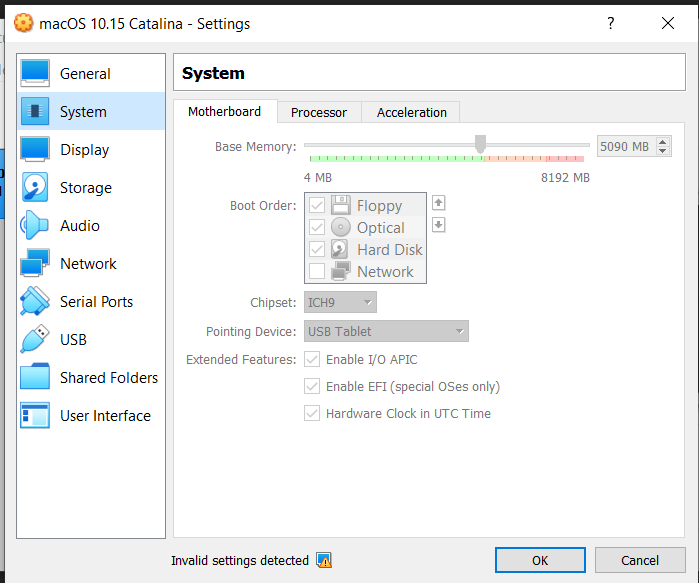 macOS 10.15 Catalina - Settings ?
General
System
Display
Storage
Audio
Network
Serial Ports
USB
Shared Folders
User Interface
System
Motherboard Processor Acceleration
Base Memory: 5090 MB
4 MB 8192 MB
Boot Order: Floppy
Optical
Hard Disk
Network
Chipset: ICH9
Pointing Device: USB Tablet
Extended Features: Enable I/O APIC
Enable EFI (special OSes only)
Hardware Clock in UTC Time
Invalid settings detected OK Cancel